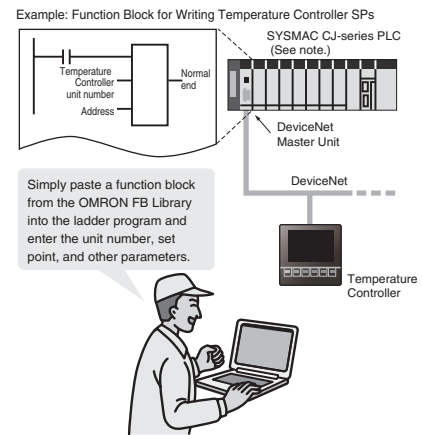 Example: Function Block for Writing Temperature Controller SPs
SYSMAC CJ-series PLC
(See note.)
Temperature
Controller
unit number
Address
Normal
end
DeviceNet
Master Unit
DeviceNet
Simply paste a function block
from the OMRON FB Library
into the ladder program and
enter the unit number, set
point, and other parameters.
Temperature
Controller